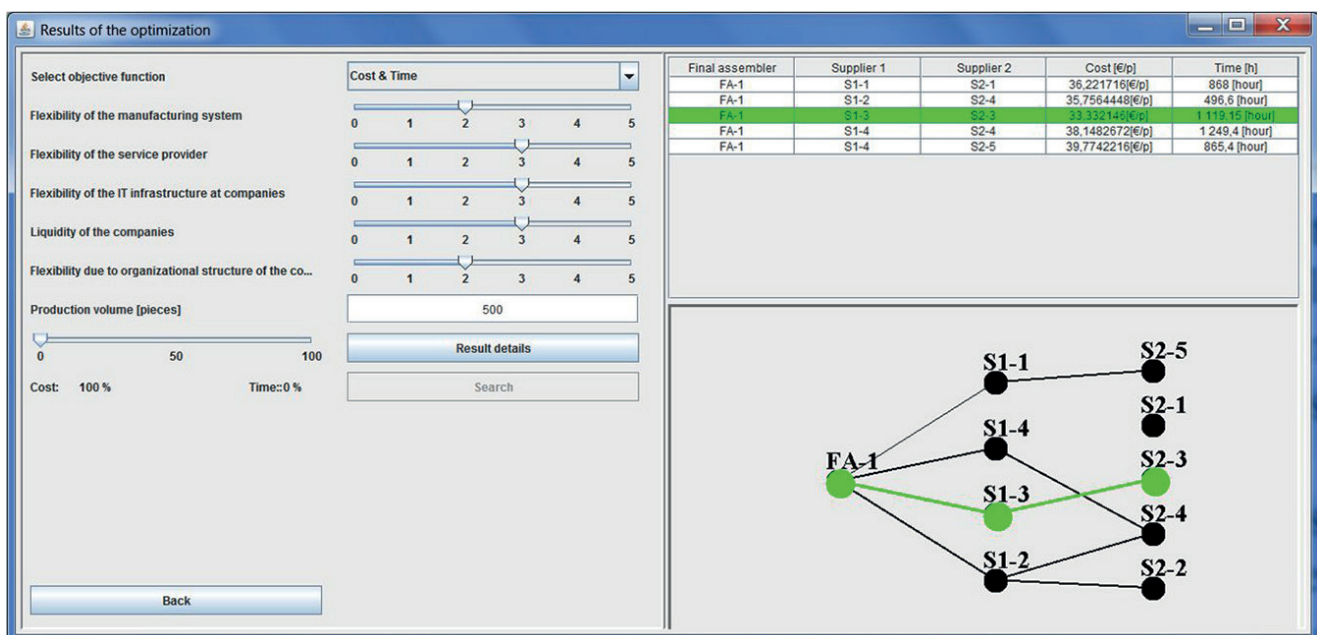 Results of the optimization
Select objective function
Cost & Time
Flexibility of the manufacturing system
0 1 2 3 4 5
Flexibility of the service provider
0 1 2 3 4 5
Flexibility of the IT infrastructure at companies
0 1 2 3 4 5
Liquidity of the companies
0 1 2 3 4 5
Flexibility due to organizational structure of the co...
0 1 2 3 4 5
Production volume [pieces]
500
0 50 100
Result details
Cost: 100 % Time::0 %
Search
Back
Final assembler Supplier 1 Supplier 2 Cost [€/p] Time [h]
FA-1 S1-1 S2-1 36,221716[€/p] 868 [hour]
FA-1 S1-2 S2-4 35,7564448[€/p] 496,6 [hour]
FA-1 S1-3 S2-3 33,332146[€/p] 1 119,15 [hour]
FA-1 S1-4 S2-4 38,1482672[€/p] 1 249,4 [hour]
FA-1 S1-4 S2-5 39,7742216[€/p] 865,4 [hour]
S1-1 S2-5
S2-1
S1-4
FA-1 S2-3
S1-3
S2-4
S1-2 S2-2